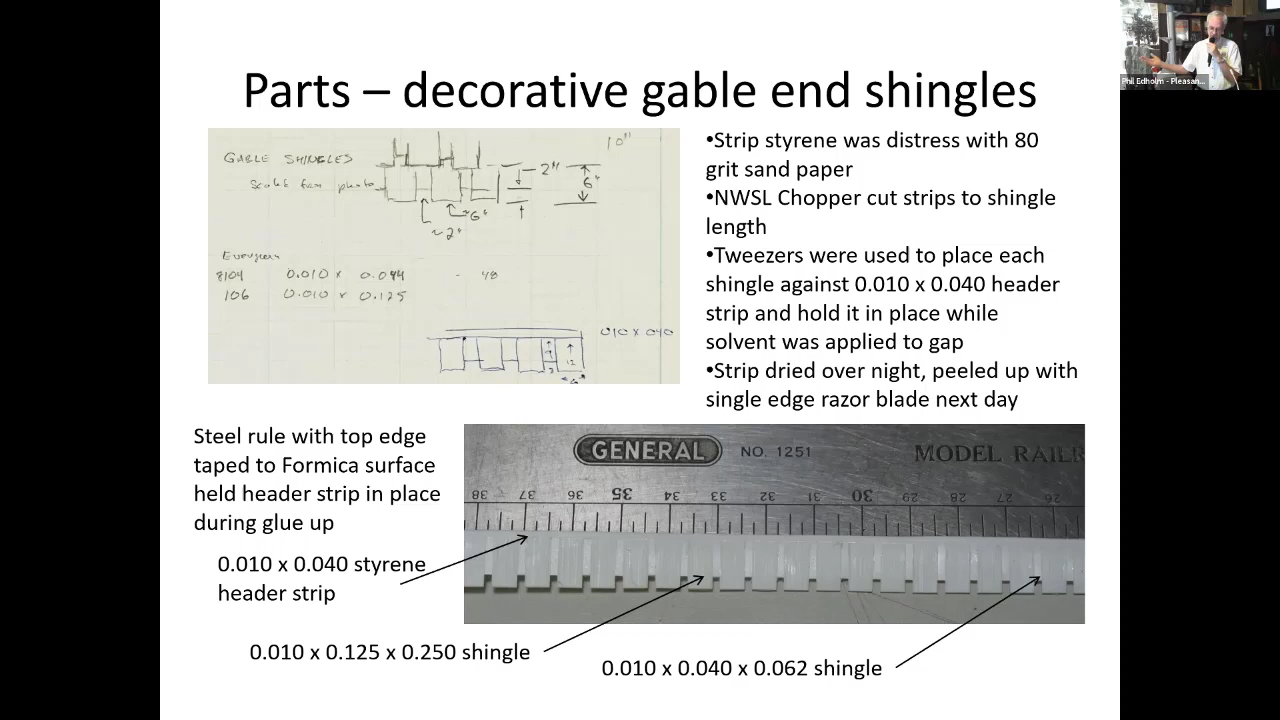 Parts – decorative gable end shingles
Phil Edholm - Pleasan...
GABLE SHINGLES
10"
Scaled from photo
2"
6"
~6"
~2"
Evergreen
8104 0.010 x 0.094 - 48
106 0.010 x 0.125
010 x 040
12
•Strip styrene was distress with 80
grit sand paper
•NWSL Chopper cut strips to shingle
length
•Tweezers were used to place each
shingle against 0.010 x 0.040 header
strip and hold it in place while
solvent was applied to gap
•Strip dried over night, peeled up with
single edge razor blade next day
Steel rule with top edge
taped to Formica surface
held header strip in place
during glue up
0.010 x 0.040 styrene
header strip
GENERAL NO. 1251 MODEL RAILR
38 37 36 35 34 33 32 31 30 29 28 27 26
0.010 x 0.125 x 0.250 shingle
0.010 x 0.040 x 0.062 shingle